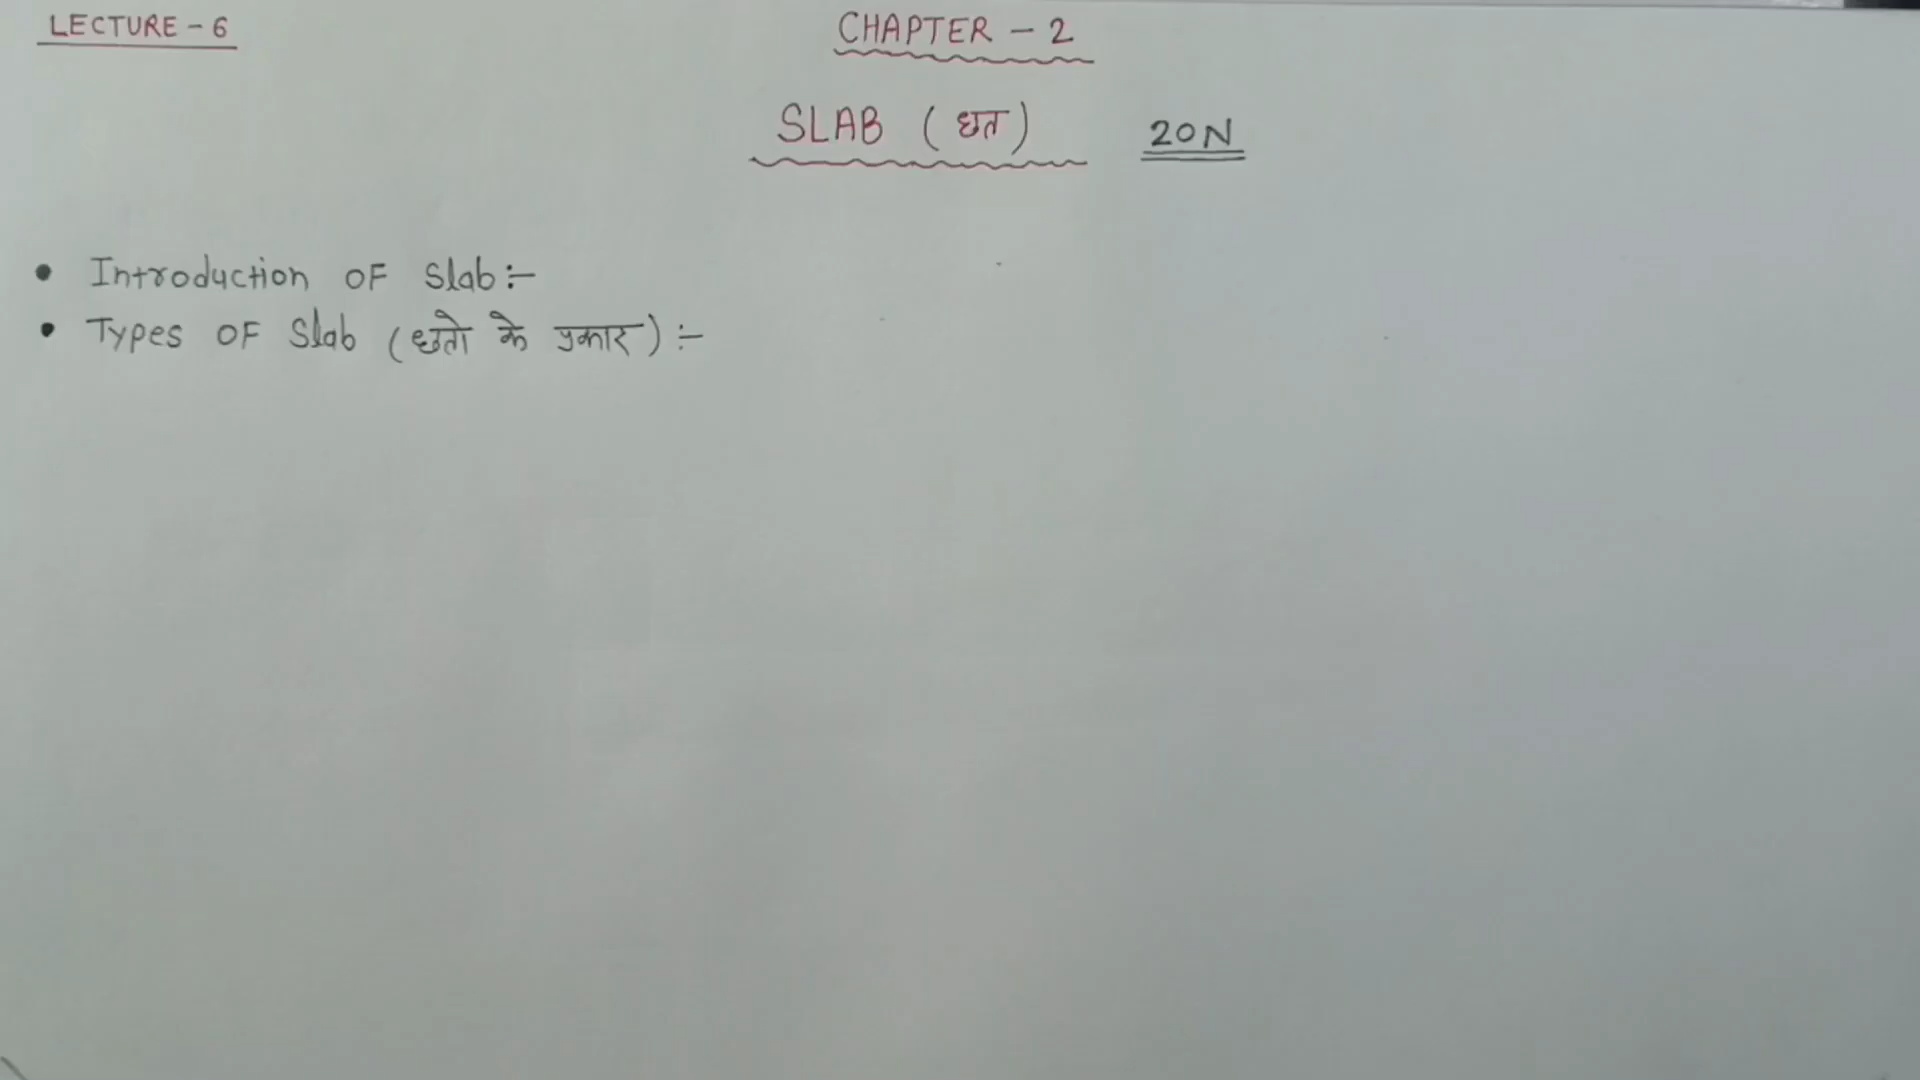 LECTURE - 6
CHAPTER - 2
SLAB (छत) 20N
• Introduction OF Slab:-
• Types OF Slab (छतो के प्रकार) :-